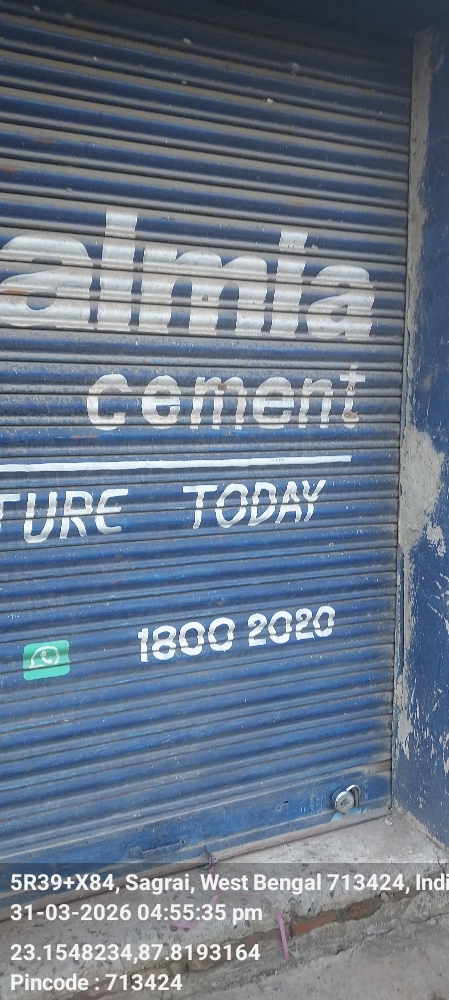 almia
cement
TURE TODAY
1800 2020
5R39+X84, Sagrai, West Bengal 713424, Indi
31-03-2026 04:55:35 pm
23.1548234,87.8193164
Pincode : 713424